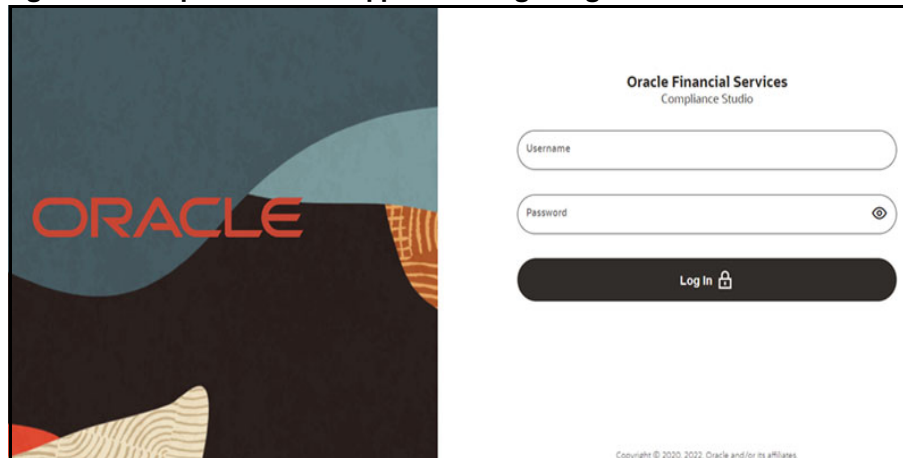 ORACLE
Oracle Financial Services
Compliance Studio
Username
Password
Log In
Copyright © 2020, 2022, Oracle and/or its affiliates.